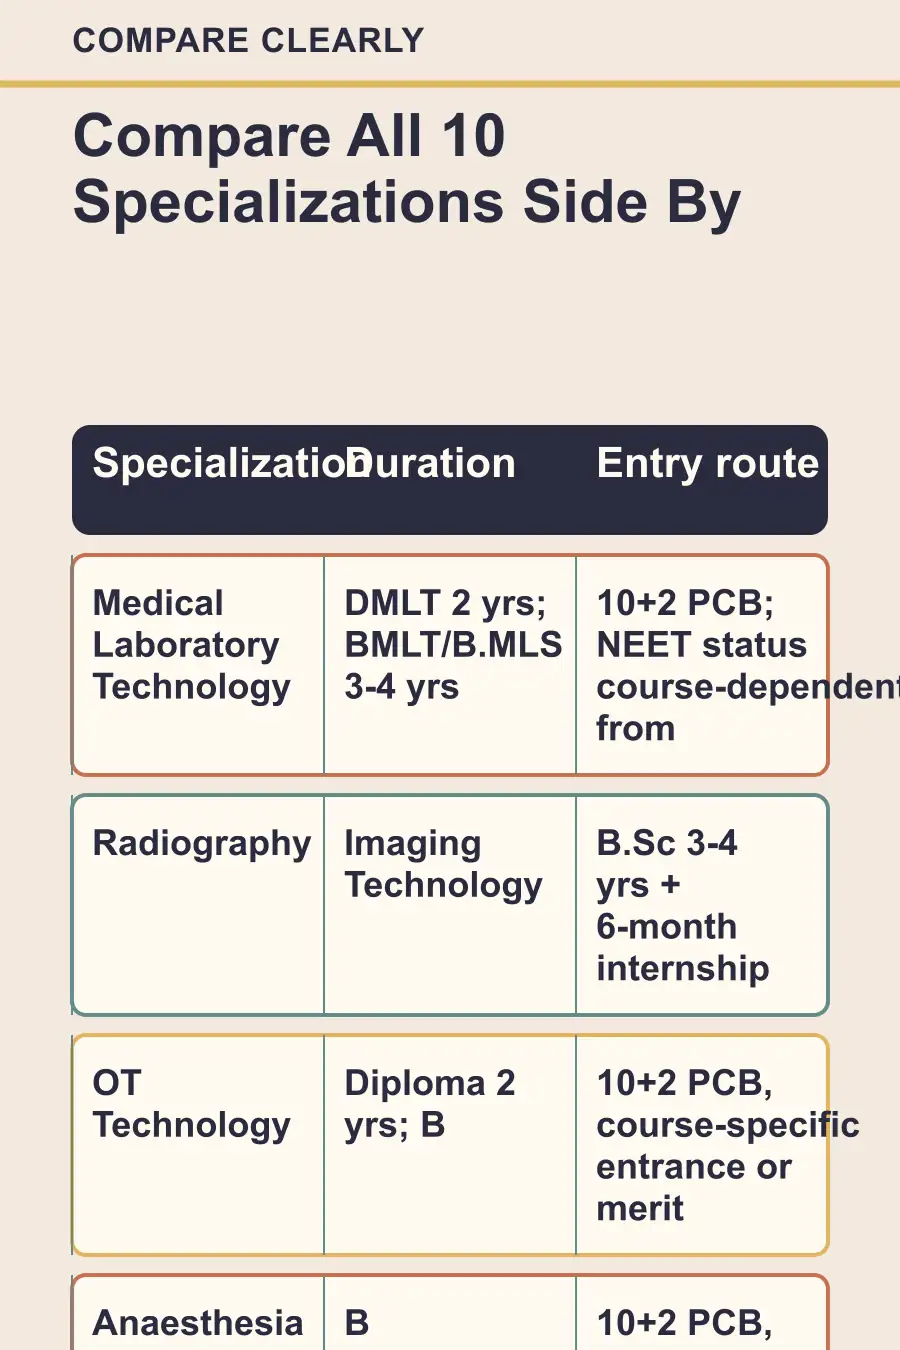 COMPARE CLEARLY
Compare All 10
Specializations Side By
Specialization Duration Entry route
Medical
Laboratory
Technology
DMLT 2 yrs;
BMLT/B.MLS
3-4 yrs
10+2 PCB;
NEET status
course-dependent
from
Radiography
Imaging
Technology
B.Sc 3-4
yrs +
6-month
internship
OT
Technology
Diploma 2
yrs; B
10+2 PCB,
course-specific
entrance or
merit
Anaesthesia
B
10+2 PCB,